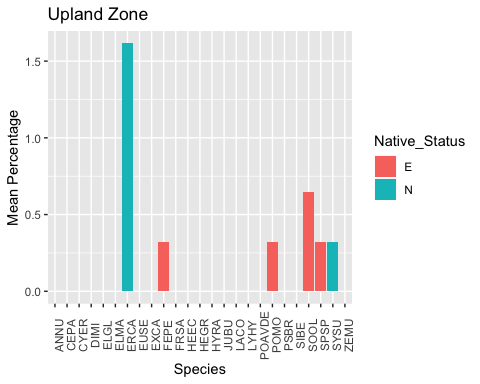 Upland Zone
Mean Percentage
1.5
1.0
0.5
0.0
ANNU
CEPA
CYER
DIMI
ELGL
ELMA
ERCA
EUSE
EXCA
FEPE
FRSA
HEEC
HEGR
HYRA
JUBU
LACO
LYHY
POAVDE
POMO
PSBR
SIBE
SOOL
SPSP
SYSU
ZEMU
Species
Native_Status
E
N